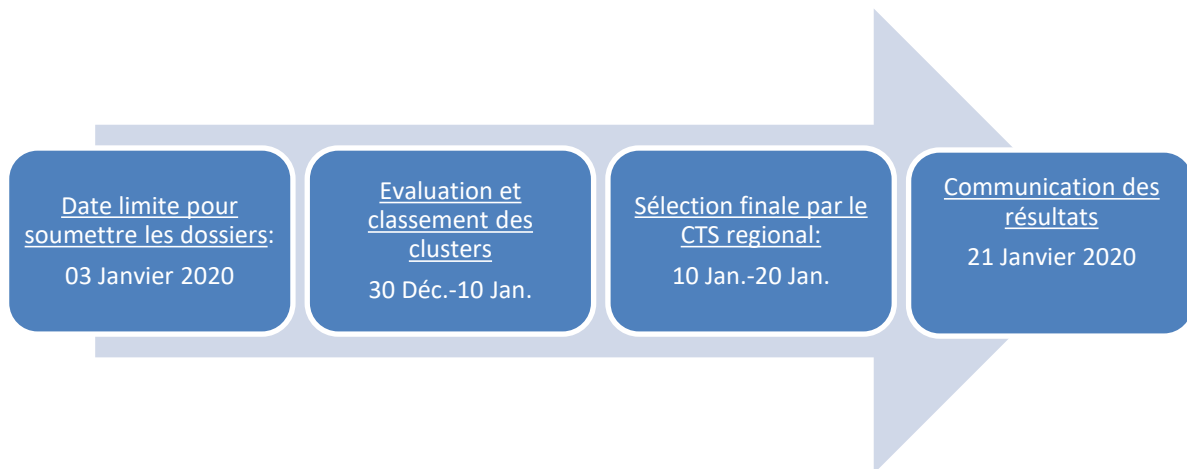 Date limite pour
soumettre les dossiers:
03 Janvier 2020
Evaluation et
classement des
clusters
30 Déc.-10 Jan.
Sélection finale par le
CTS regional:
10 Jan.-20 Jan.
Communication des
résultats
21 Janvier 2020